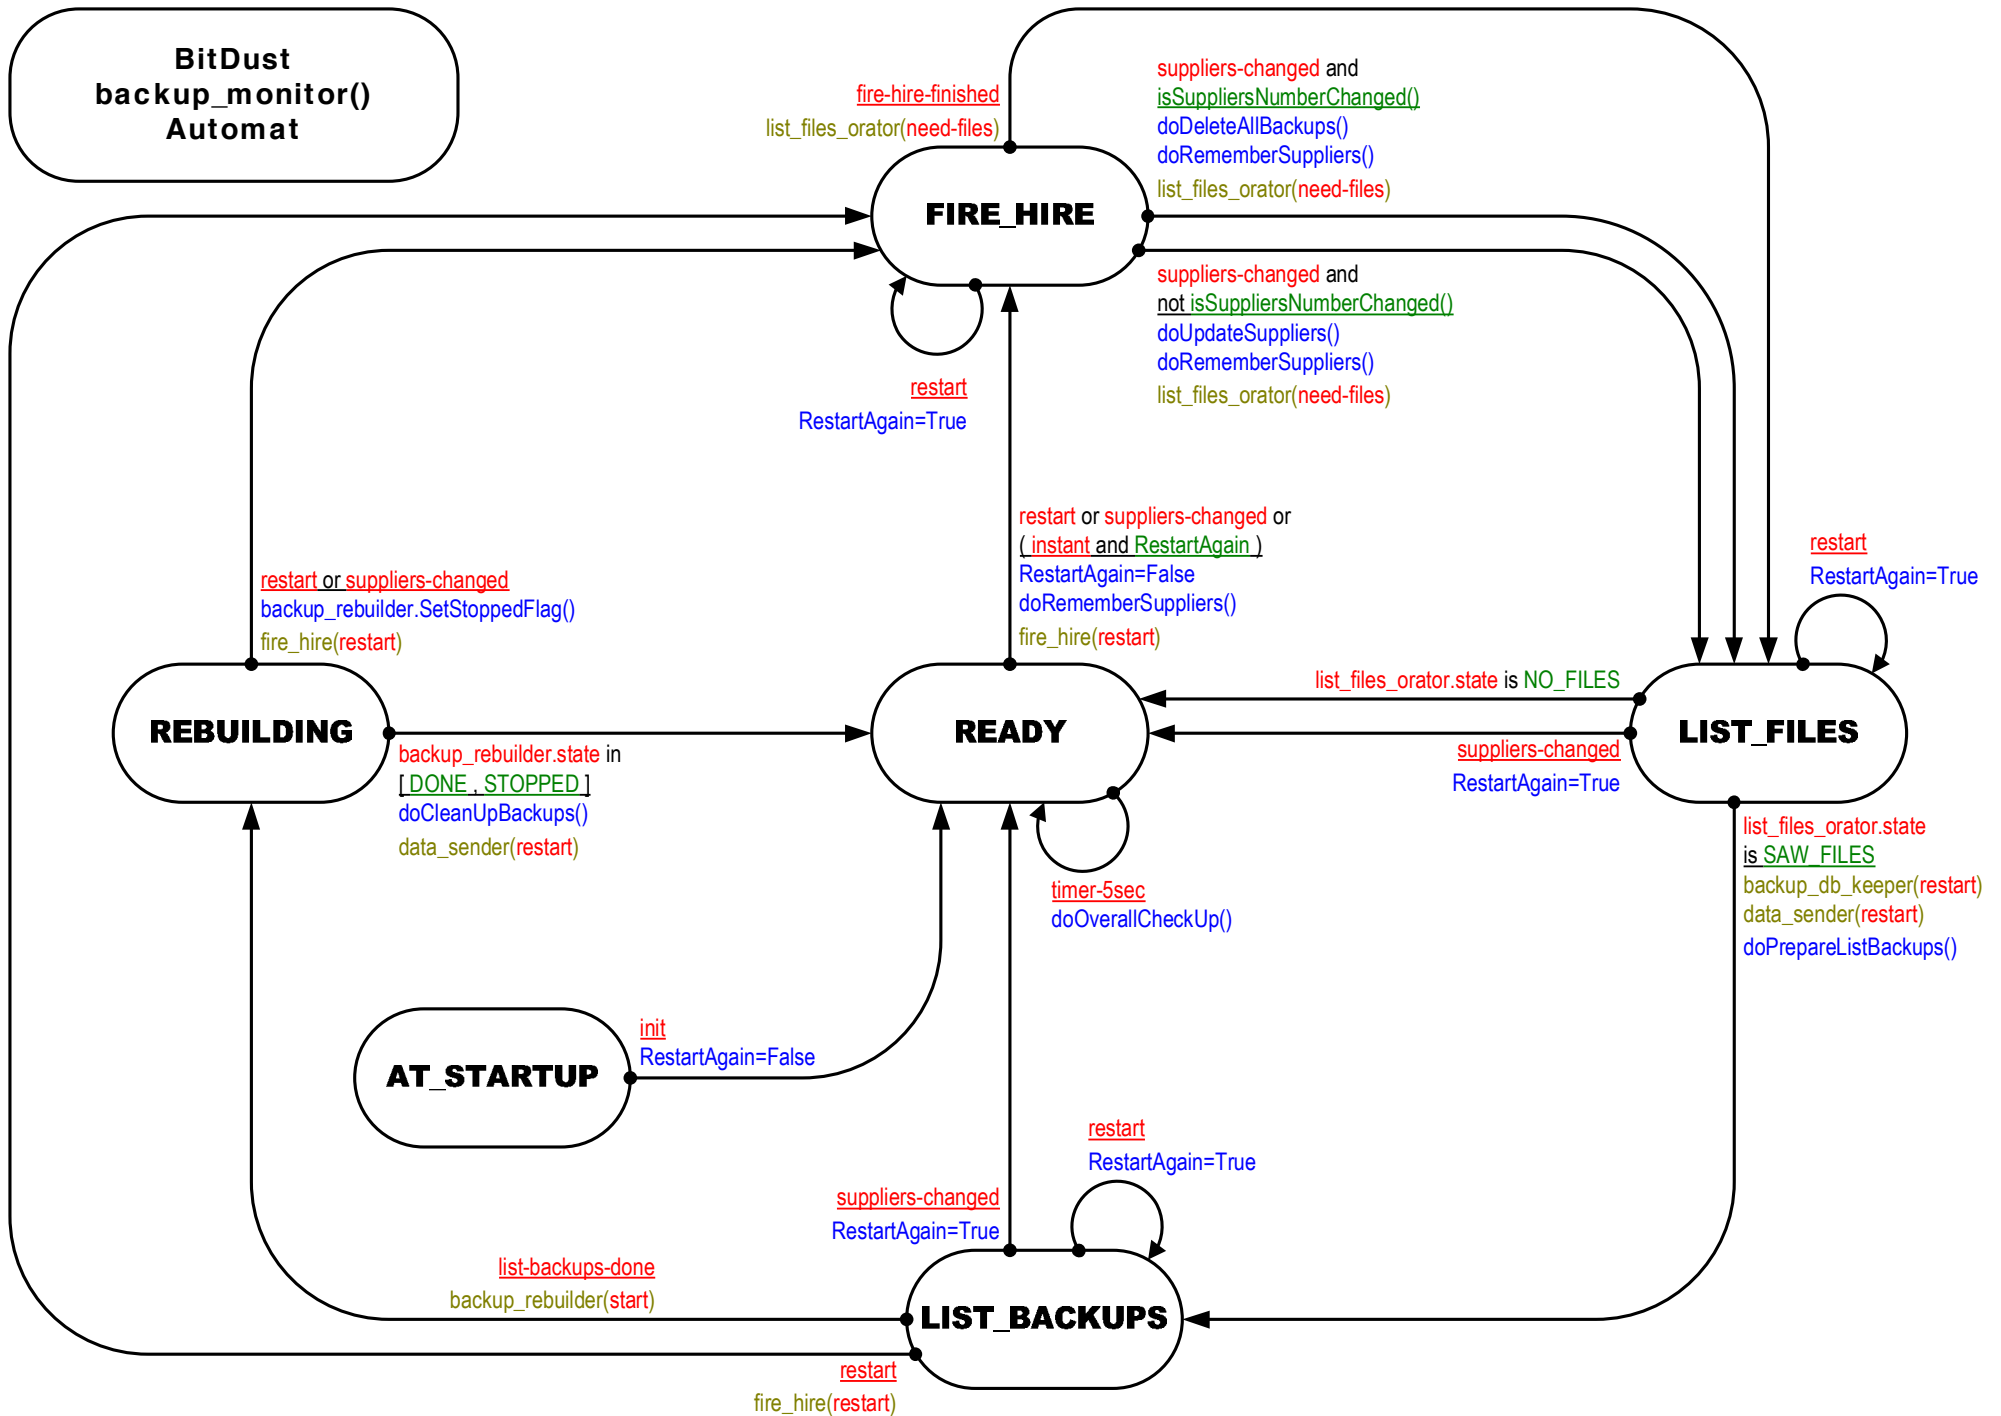 BitDust
backup_monitor()
Automat
fire-hire-finished
list_files_orator(need-files)
suppliers-changed and
isSuppliersNumberChanged()
doDeleteAllBackups()
doRememberSuppliers()
list_files_orator(need-files)
FIRE_HIRE
suppliers-changed and
not isSuppliersNumberChanged()
doUpdateSuppliers()
doRememberSuppliers()
list_files_orator(need-files)
restart
RestartAgain=True
restart or suppliers-changed or
( instant and RestartAgain )
RestartAgain=False
doRememberSuppliers()
fire_hire(restart)
restart
RestartAgain=True
restart or suppliers-changed
backup_rebuilder.SetStoppedFlag()
fire_hire(restart)
list_files_orator.state is NO_FILES
REBUILDING
READY
LIST_FILES
backup_rebuilder.state in
[ DONE , STOPPED ]
doCleanUpBackups()
data_sender(restart)
suppliers-changed
RestartAgain=True
timer-5sec
doOverallCheckUp()
list_files_orator.state
is SAW_FILES
backup_db_keeper(restart)
data_sender(restart)
doPrepareListBackups()
init
RestartAgain=False
AT_STARTUP
restart
RestartAgain=True
suppliers-changed
RestartAgain=True
list-backups-done
backup_rebuilder(start)
LIST_BACKUPS
restart
fire_hire(restart)